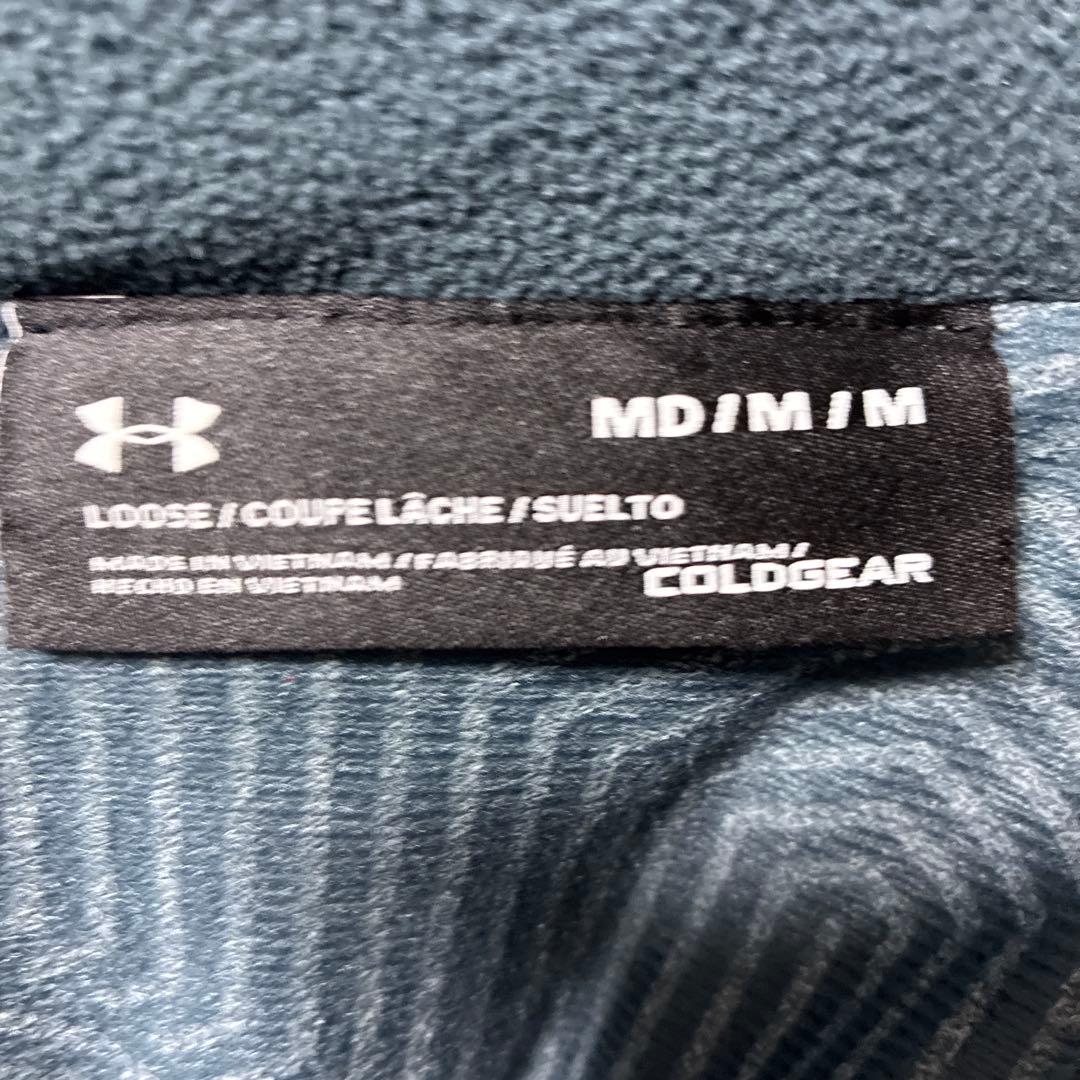 MD / M / M
LOOSE / COUPE LÂCHE / SUELTO
MADE IN VIETNAM / FABRIQUÉ AU VIETNAM /
HECHO EN VIETNAM
COLDGEAR